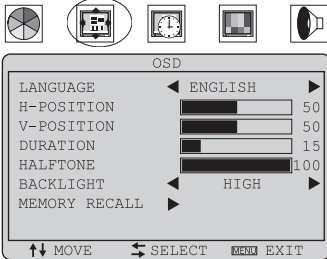 OSD
LANGUAGE ENGLISH
H-POSITION 50
V-POSITION 50
DURATION 15
HALFTONE 100
BACKLIGHT HIGH
MEMORY RECALL
MOVE SELECT MENU EXIT